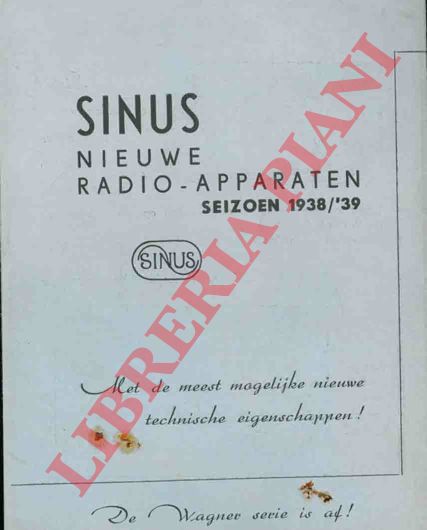 SINUS
NIEUWE
RADIO-APPARATEN
SEIZOEN 1938/'39
SINUS
Met de meest mogelijke nieuwe
technische eigenschappen!
De Wagner serie is af!
LIBRERIA PIANI